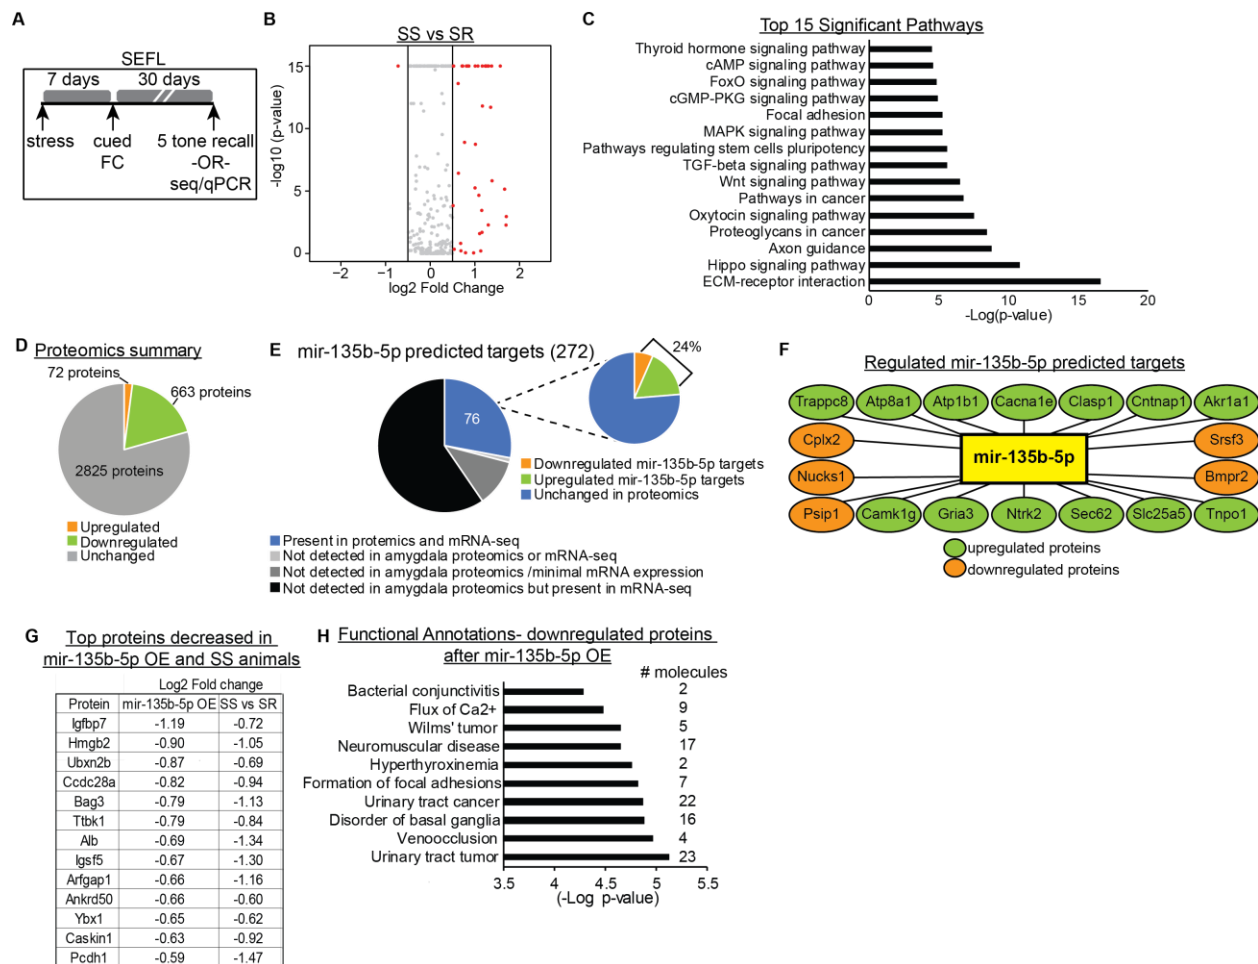 A
SEFL
7 days
30 days
stress
cued
FC
5 tone recall
-OR-
seq/qPCR
B
SS vs SR
-log10 (p-value)
15
10
5
0
−2
−1
0
1
2
log2 Fold Change
C
Top 15 Significant Pathways
Thyroid hormone signaling pathway
cAMP signaling pathway
FoxO signaling pathway
cGMP-PKG signaling pathway
Focal adhesion
MAPK signaling pathway
Pathways regulating stem cells pluripotency
TGF-beta signaling pathway
Wnt signaling pathway
Pathways in cancer
Oxytocin signaling pathway
Proteoglycans in cancer
Axon guidance
Hippo signaling pathway
ECM-receptor interaction
0
5
10
15
20
-Log(p-value)
D
Proteomics summary
72 proteins
663 proteins
2825 proteins
Upregulated
Downregulated
Unchanged
E
mir-135b-5p predicted targets (272)
76
24%
Downregulated mir-135b-5p targets
Upregulated mir-135b-5p targets
Unchanged in proteomics
Present in protemics and mRNA-seq
Not detected in amygdala proteomics or mRNA-seq
Not detected in amygdala proteomics /minimal mRNA expression
Not detected in amygdala proteomics but present in mRNA-seq
F
Regulated mir-135b-5p predicted targets
Trappc8 Atp8a1 Atp1b1 Cacna1e Clasp1 Cntnap1 Akr1a1
Cplx2 Srsf3
mir-135b-5p
Nucks1 Bmpr2
Psip1 Camk1g Gria3 Ntrk2 Sec62 Slc25a5 Tnpo1
upregulated proteins
downregulated proteins
G
Top proteins decreased in
mir-135b-5p OE and SS animals
Log2 Fold change
Protein mir-135b-5p OE SS vs SR
Igfbp7 -1.19 -0.72
Hmgb2 -0.90 -1.05
Ubxn2b -0.87 -0.69
Ccdc28a -0.82 -0.94
Bag3 -0.79 -1.13
Ttbk1 -0.79 -0.84
Alb -0.69 -1.34
Igsf5 -0.67 -1.30
Arfgap1 -0.66 -1.16
Ankrd50 -0.66 -0.60
Ybx1 -0.65 -0.62
Caskin1 -0.63 -0.92
Pcdh1 -0.59 -1.47
H
Functional Annotations- downregulated proteins
after mir-135b-5p OE
# molecules
Bacterial conjunctivitis 2
Flux of Ca2+ 9
Wilms' tumor 5
Neuromuscular disease 17
Hyperthyroxinemia 2
Formation of focal adhesions 7
Urinary tract cancer 22
Disorder of basal ganglia 16
Venoocclusion 4
Urinary tract tumor 23
3.5
4
4.5
5
5.5
(-Log p-value)